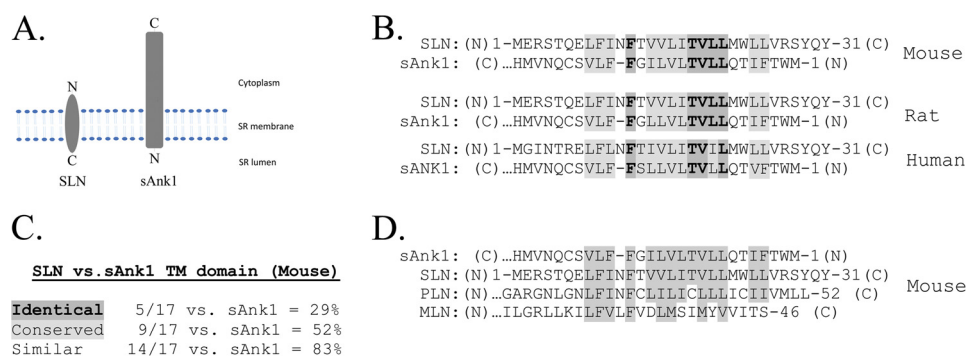 A.
C
N
Cytoplasm
SR membrane
SR lumen
C
N
SLN
sAnk1
B.
SLN:(N)1-MERSTQELFINFTVVLITVLLMWLLVRSYQY-31(C)
sAnk1: (C)…HMVNQCSVLF-FGILVLTVLLQTIFTWM-1(N)
Mouse
SLN:(N)1-MERSTQELFINFTVVLITVLLMWLLVRSYQY-31(C)
sAnk1: (C)…HMVNQCSVLF-FGLLVLTVLLQTIFTWM-1(N)
Rat
SLN:(N)1-MGINTRELFLNFTIVLITVILMWLLVRSYQY-31(C)
sANK1: (C)…HMVNQCSVLF-FSLLVLTVLLQTVFTWM-1(N)
Human
C.
SLN vs.sAnk1 TM domain (Mouse)
Identical 5/17 vs. sAnk1 = 29%
Conserved 9/17 vs. sAnk1 = 52%
Similar 14/17 vs. sAnk1 = 83%
D.
sAnk1: (C)…HMVNQCSVLF-FGILVLTVLLQTIFTWM-1(N)
SLN:(N)1-MERSTQELFINFTVVLITVLLMWLLVRSYQY-31(C)
PLN:(N)…GARGNLGNLFINFCLILICLLLICIIVMLL-52 (C)
MLN:(N)…ILGRLLKILFVLFVDLMSIMYVVITS-46 (C)
Mouse